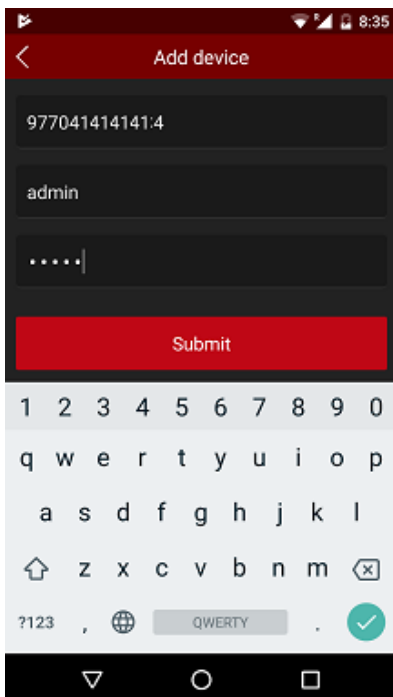 8:35
Add device
977041414141:4
admin
•••••
Submit
1 2 3 4 5 6 7 8 9 0
q w e r t y u i o p
a s d f g h j k l
z x c v b n m
?123 , QWERTY .